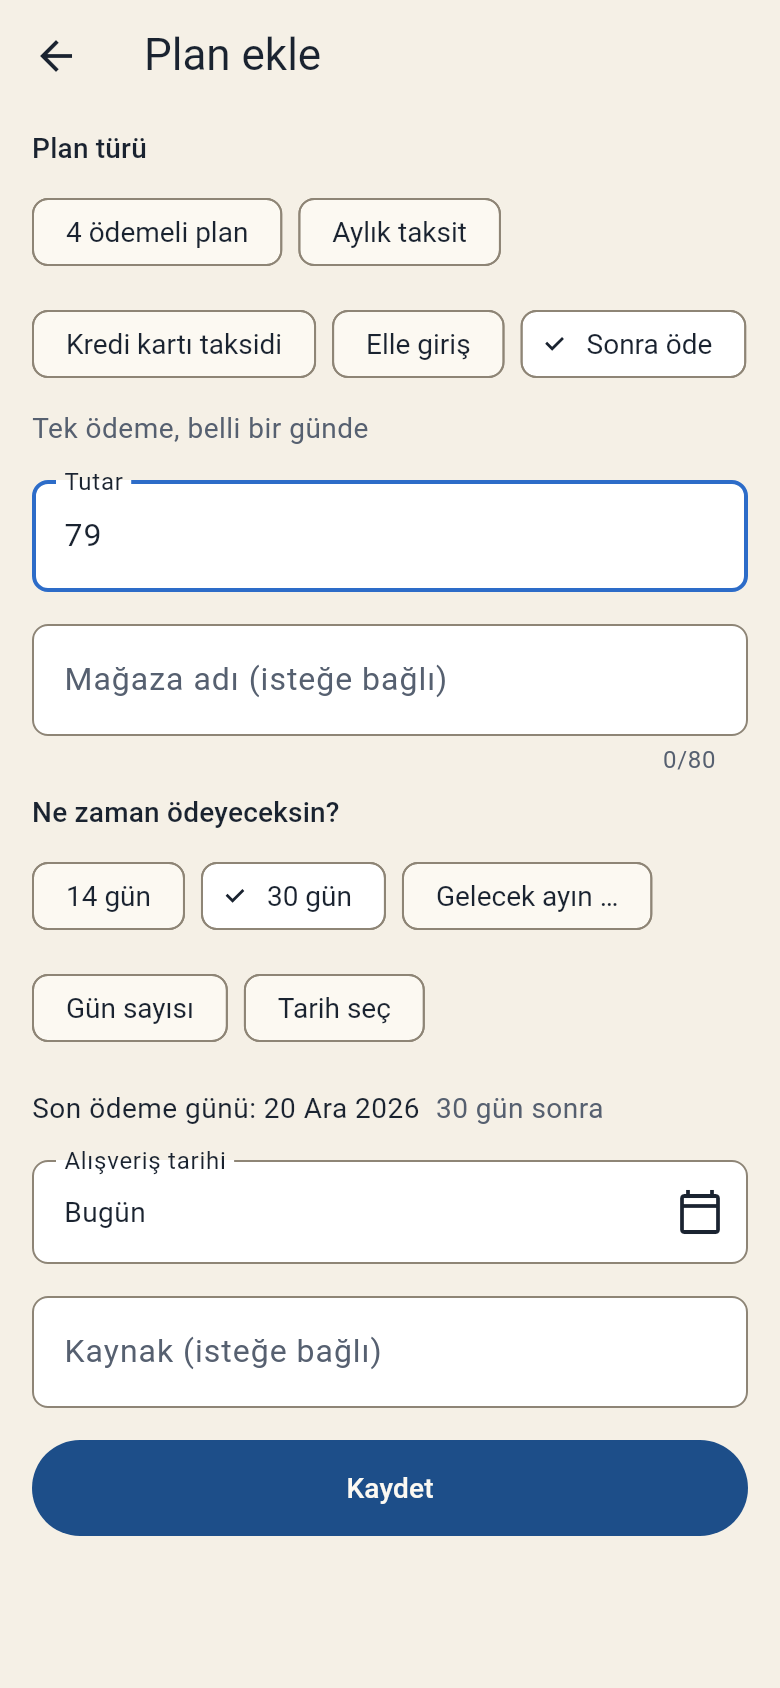 Plan ekle
Plan türü
4 ödemeli plan
Aylık taksit
Kredi kartı taksidi
Elle giriş
Sonra öde
Tek ödeme, belli bir günde
Tutar
79
Mağaza adı (isteğe bağlı)
0/80
Ne zaman ödeyeceksin?
14 gün
30 gün
Gelecek ayın ...
Gün sayısı
Tarih seç
Son ödeme günü: 20 Ara 2026 30 gün sonra
Alışveriş tarihi
Bugün
Kaynak (isteğe bağlı)
Kaydet